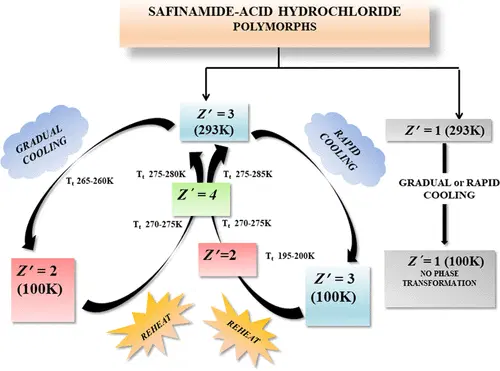 SAFINAMIDE-ACID HYDROCHLORIDE
POLYMORPHS
Z′ = 3
(293K)
Z′ = 1 (293K)
GRADUAL
COOLING
RAPID
COOLING
Tt 265-260K
Tt 275-280K
Tt 275-285K
Z′ = 4
GRADUAL or RAPID
COOLING
Tt 270-275K
Tt 270-275K
Z′ = 2
(100K)
Z′=2
Tt 195-200K
Z′ = 3
(100K)
Z′= 1 (100K)
NO PHASE
TRANSFORMATION
REHEAT
REHEAT